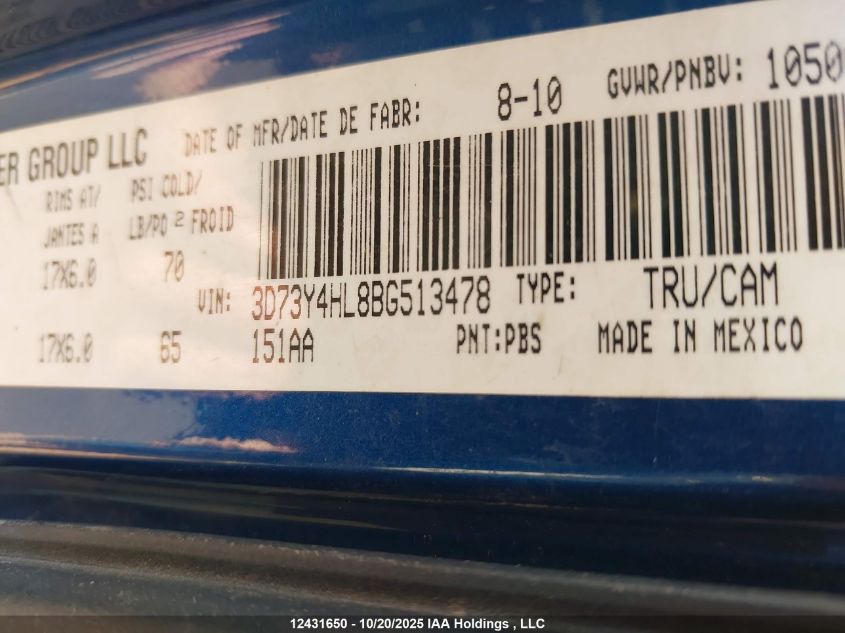 ER GROUP LLC DATE OF MFR/DATE DE FABR: 8-10 GVWR/PNBV: 1050
RIMS AT/ PSI COLD/
JANTES A LB/PO 2 FROID
17X6.0 70
VIN: 3D73Y4HL8BG513478 TYPE: TRU/CAM
17X6.0 65 151AA PNT:PBS MADE IN MEXICO
12431650 - 10/20/2025 IAA Holdings , LLC